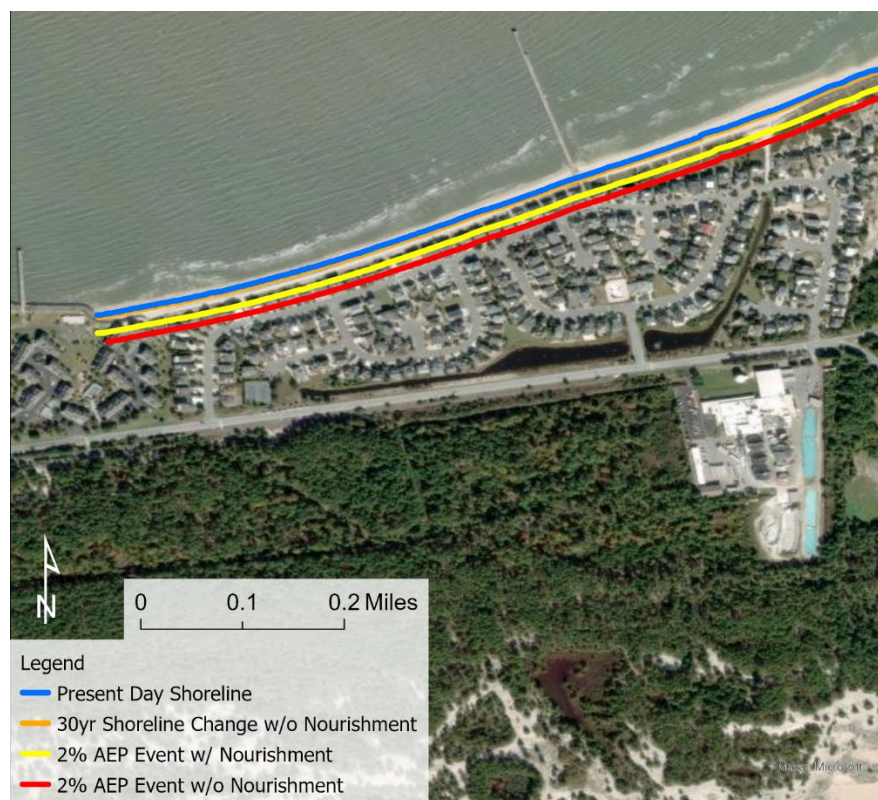 N
0 0.1 0.2 Miles
Legend
Present Day Shoreline
30yr Shoreline Change w/o Nourishment
2% AEP Event w/ Nourishment
2% AEP Event w/o Nourishment
Microsoft